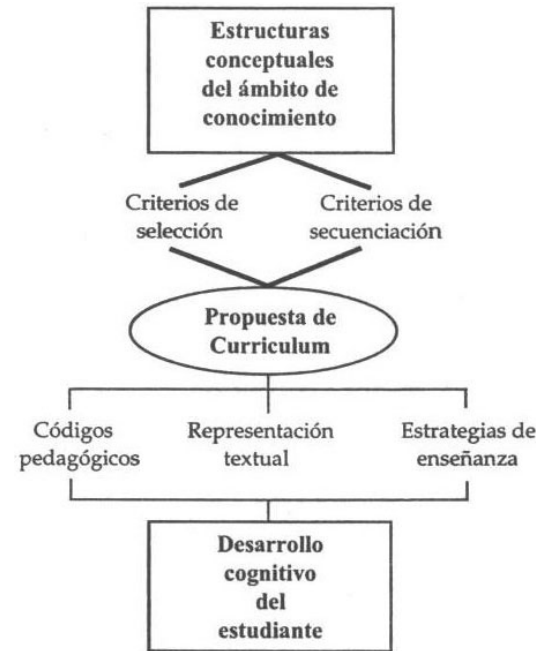 Estructuras
conceptuales
del ámbito de
conocimiento
Criterios de
selección
Criterios de
secuenciación
Propuesta de
Curriculum
Códigos
pedagógicos
Representación
textual
Estrategias de
enseñanza
Desarrollo
cognitivo
del
estudiante